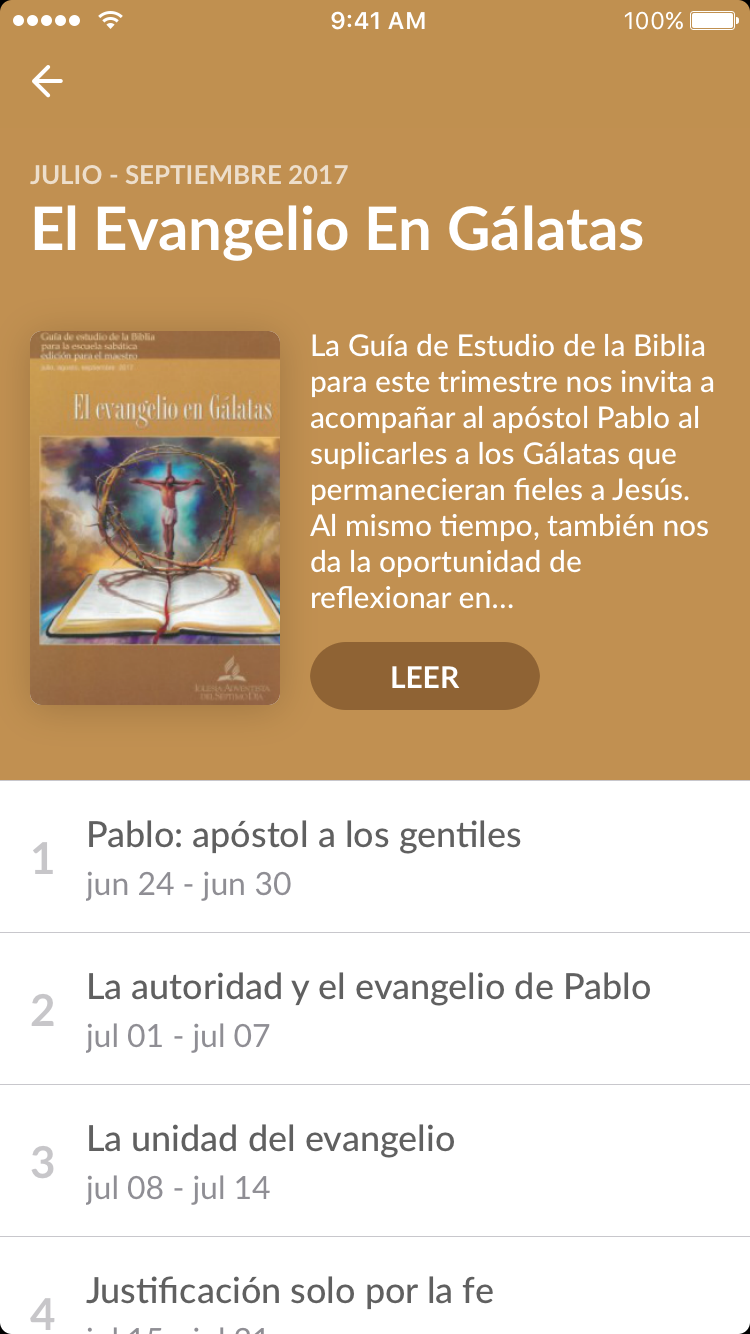 9:41 AM
100%
JULIO - SEPTIEMBRE 2017
El Evangelio En Gálatas
Guía de estudio de la Biblia
para la escuela sabática
edición para el maestro
julio, agosto, septiembre 2017
El evangelio en Gálatas
Iglesia Adventista
del Séptimo Día
La Guía de Estudio de la Biblia
para este trimestre nos invita a
acompañar al apóstol Pablo al
suplicarles a los Gálatas que
permanecieran fieles a Jesús.
Al mismo tiempo, también nos
da la oportunidad de
reflexionar en...
LEER
1
Pablo: apóstol a los gentiles
jun 24 - jun 30
2
La autoridad y el evangelio de Pablo
jul 01 - jul 07
3
La unidad del evangelio
jul 08 - jul 14
4
Justificación solo por la fe